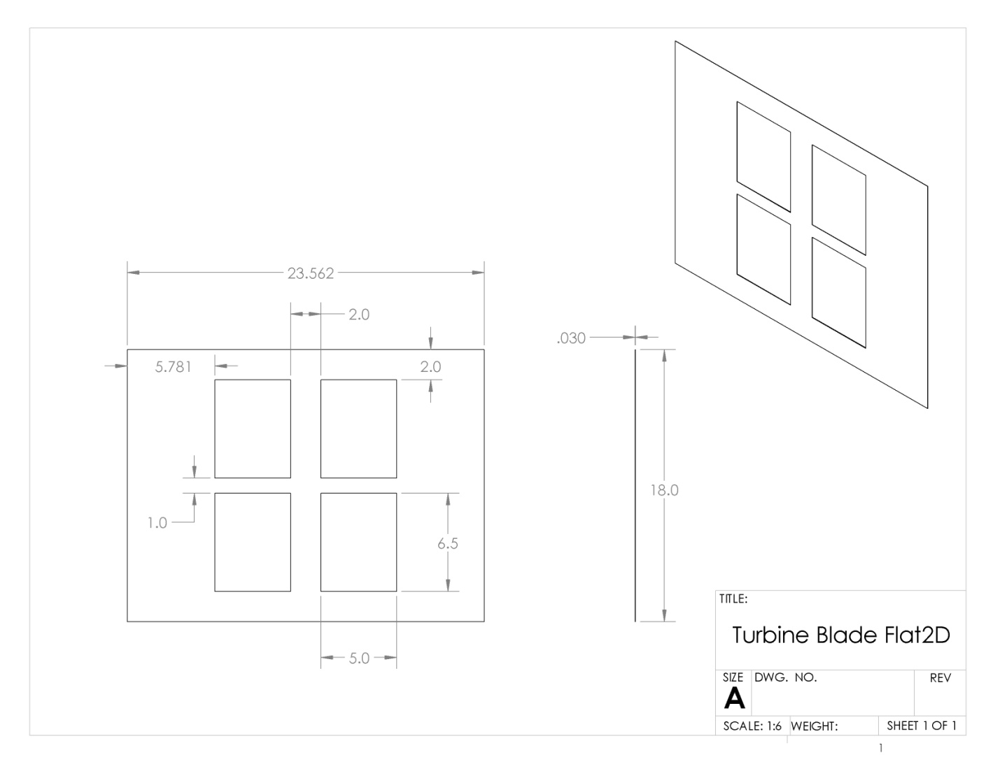 23.562
2.0
.030
5.781
2.0
18.0
1.0
6.5
5.0
TITLE:
Turbine Blade Flat2D
SIZE DWG. NO. REV
A
SCALE: 1:6 WEIGHT: SHEET 1 OF 1
1